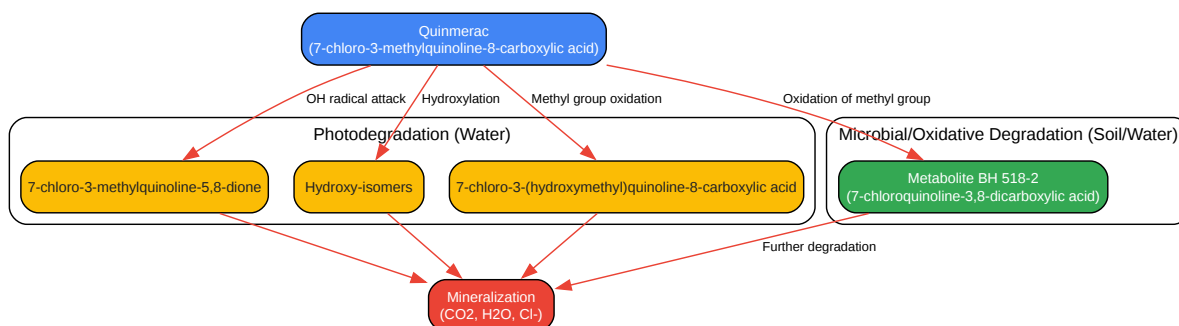 Quinmerac
(7-chloro-3-methylquinoline-8-carboxylic acid)
OH radical attack
Hydroxylation
Methyl group oxidation
Oxidation of methyl group
Photodegradation (Water)
Microbial/Oxidative Degradation (Soil/Water)
7-chloro-3-methylquinoline-5,8-dione
Hydroxy-isomers
7-chloro-3-(hydroxymethyl)quinoline-8-carboxylic acid
Metabolite BH 518-2
(7-chloroquinoline-3,8-dicarboxylic acid)
Further degradation
Mineralization
(CO2, H2O, Cl-)